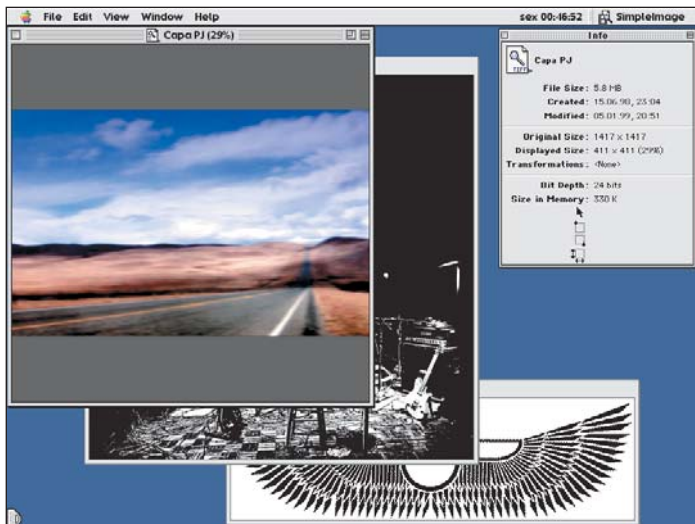 File Edit View Window Help
sex 00:46:52 SimpleImage
Capa PJ (29%)
Info
TIFF
Capa PJ
File Size: 5.8 MB
Created: 15.06.98, 23:04
Modified: 05.01.99, 20:51
Original Size: 1417 x 1417
Displayed Size: 411 x 411 (29%)
Transformations: <None>
Bit Depth: 24 bits
Size in Memory: 330 K